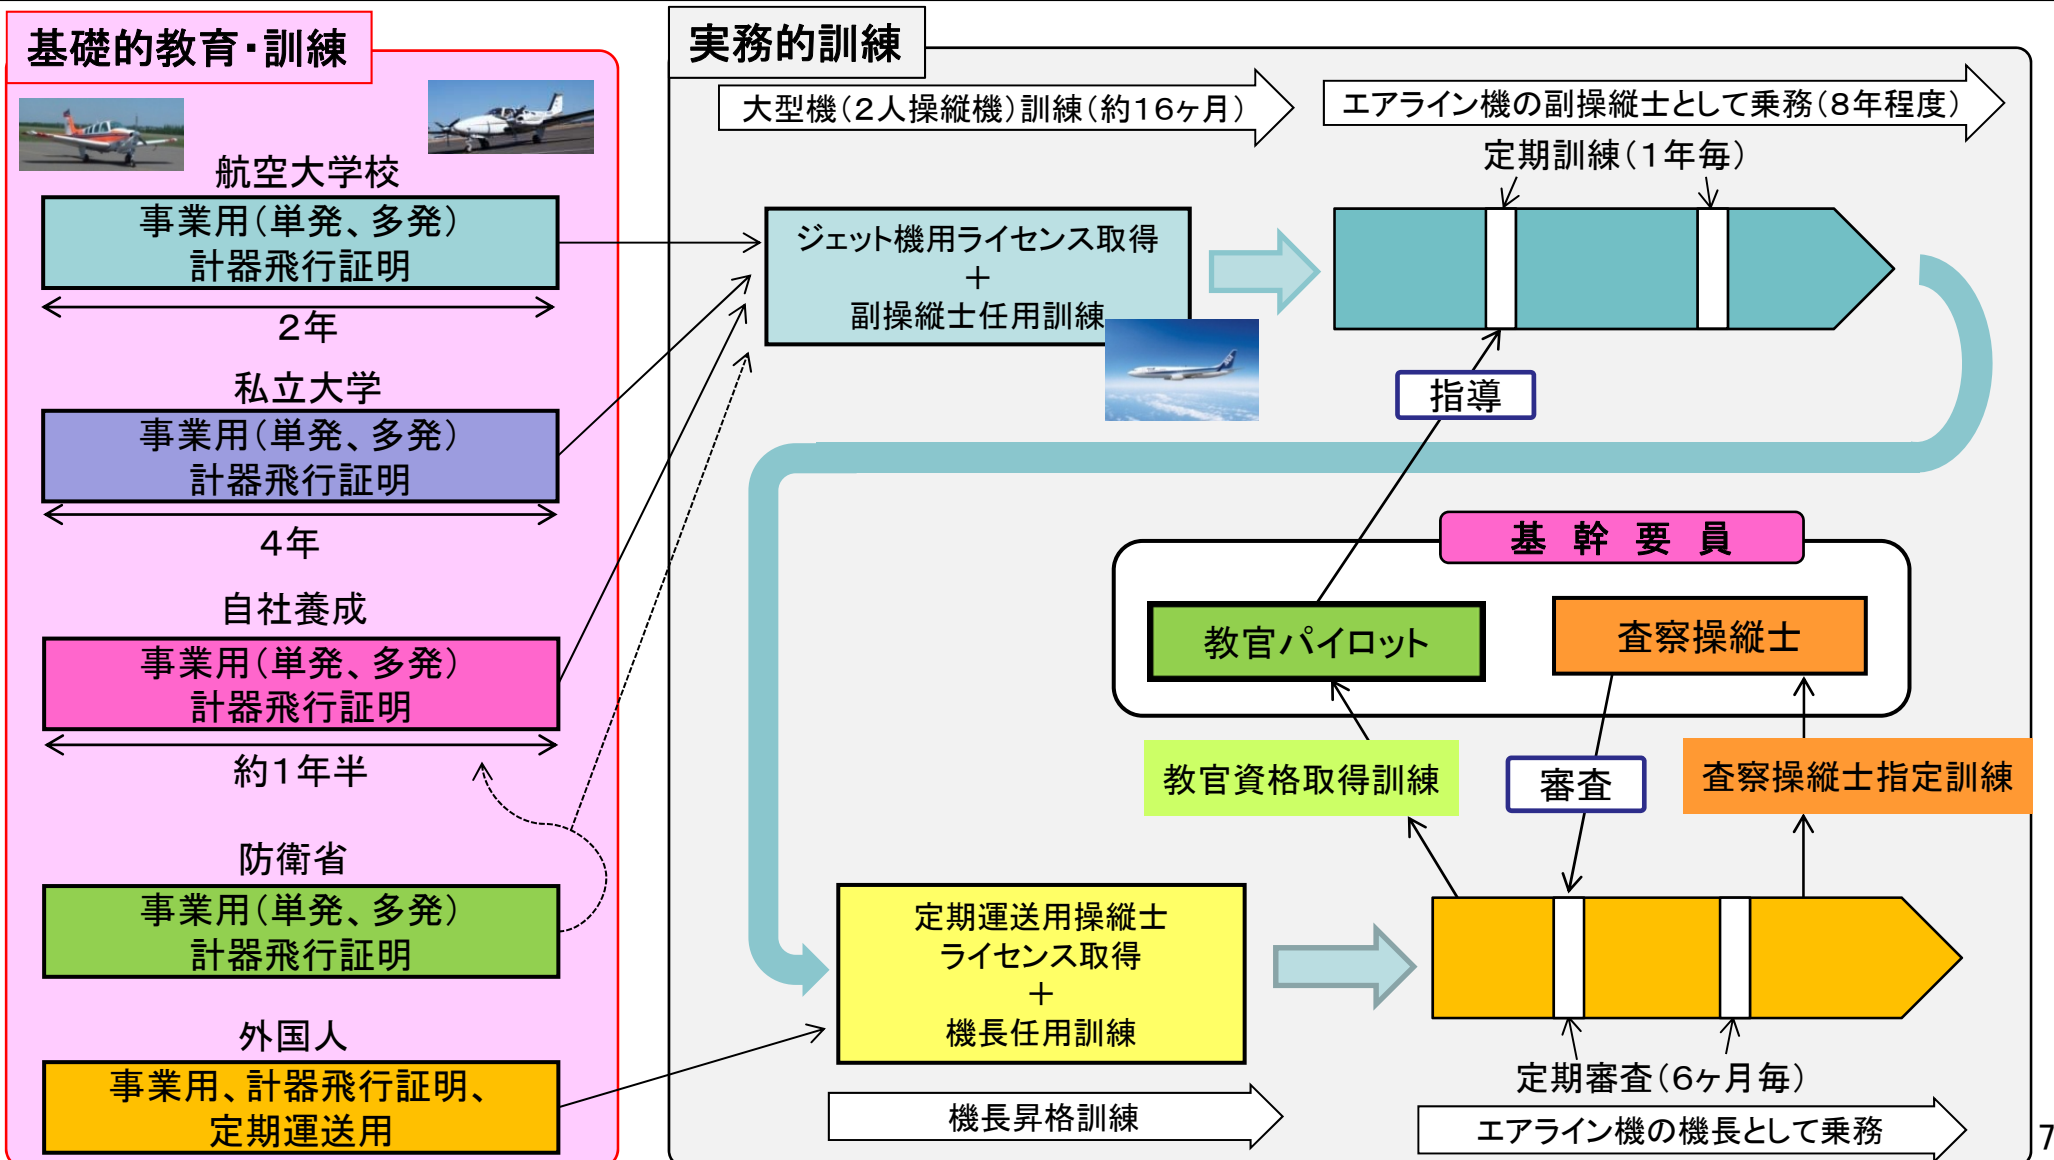 基礎的教育・訓練
航空大学校
事業用（単発、多発）
計器飛行証明
２年
私立大学
事業用（単発、多発）
計器飛行証明
４年
自社養成
事業用（単発、多発）
計器飛行証明
約１年半
防衛省
事業用（単発、多発）
計器飛行証明
外国人
事業用、計器飛行証明、
定期運送用
実務的訓練
大型機（２人操縦機）訓練（約１６ヶ月）
エアライン機の副操縦士として乗務（８年程度）
定期訓練（１年毎）
ジェット機用ライセンス取得
＋
副操縦士任用訓練
指導
基幹要員
教官パイロット
査察操縦士
教官資格取得訓練
審査
査察操縦士指定訓練
定期運送用操縦士
ライセンス取得
＋
機長任用訓練
定期審査（６ヶ月毎）
機長昇格訓練
エアライン機の機長として乗務
7